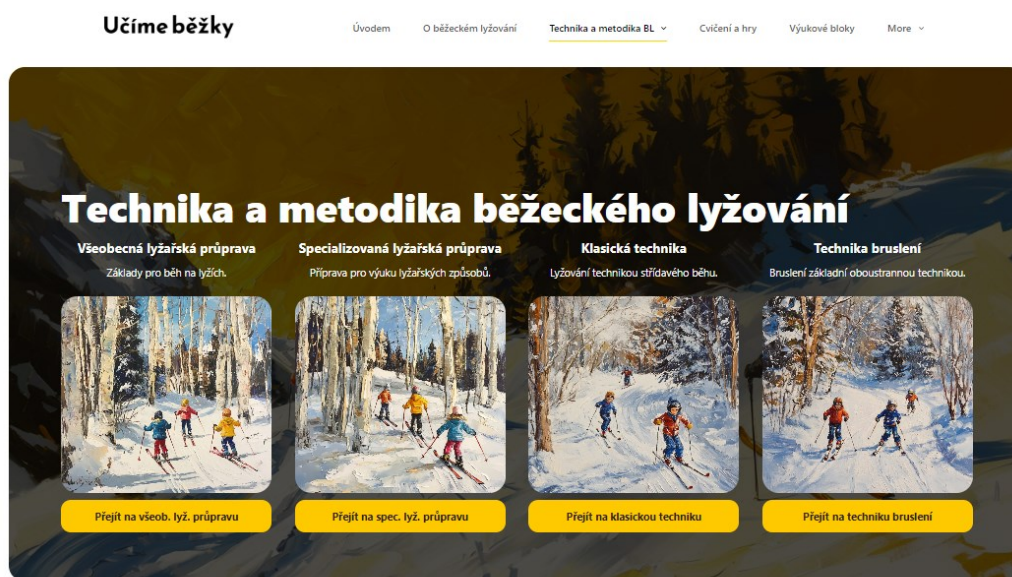 Učíme běžky
Úvodem
O běžeckém lyžování
Technika a metodika BL
Cvičení a hry
Výukové bloky
More
Technika a metodika běžeckého lyžování
Všeobecná lyžařská průprava
Základy pro běh na lyžích.
Přejít na všeob. lyž. průpravu
Specializovaná lyžařská průprava
Příprava pro výuku lyžařských způsobů.
Přejít na spec. lyž. průpravu
Klasická technika
Lyžování technikou střídavého běhu.
Přejít na klasickou techniku
Technika bruslení
Bruslení základní oboustrannou technikou.
Přejít na techniku bruslení